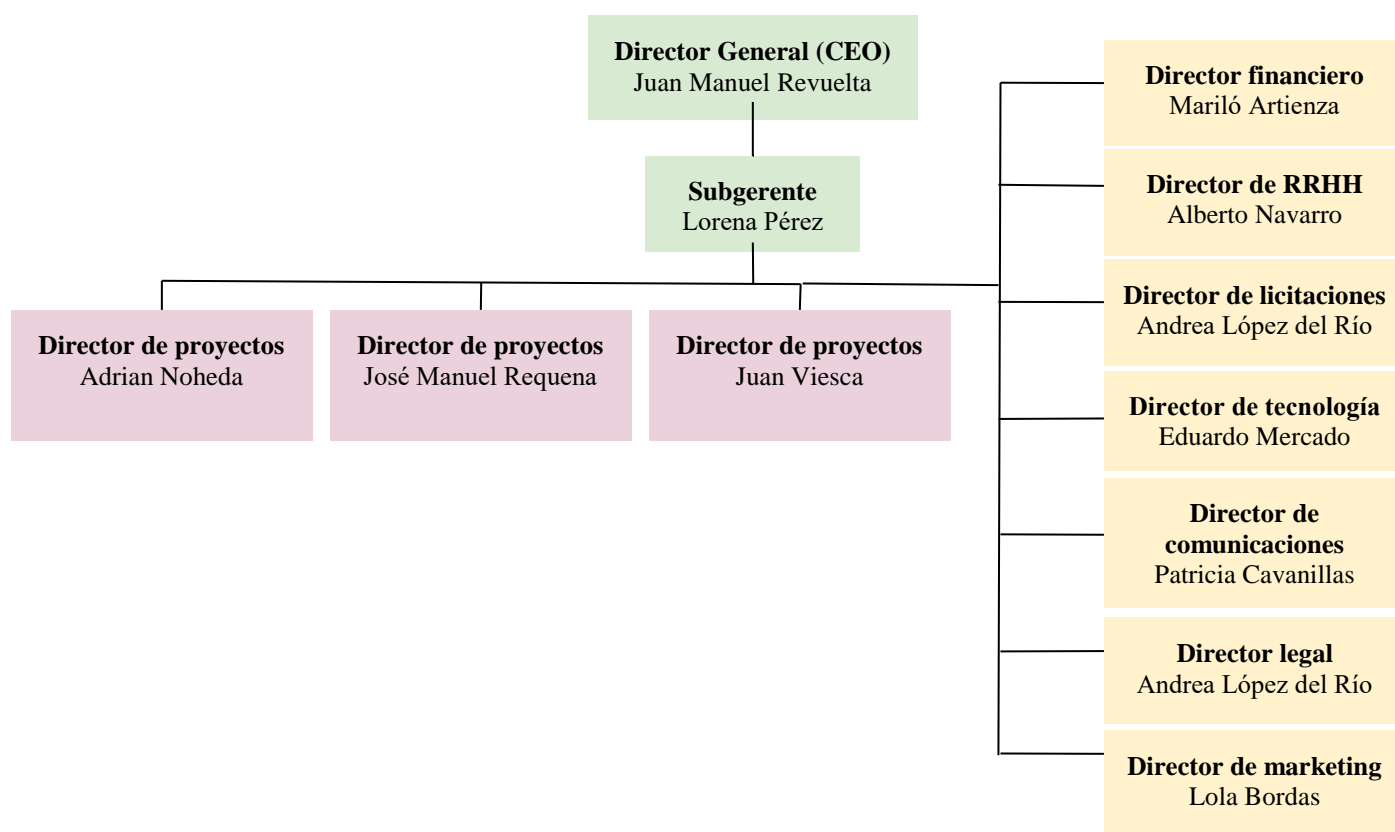 Director General (CEO)
Juan Manuel Revuelta
Subgerente
Lorena Pérez
Director de proyectos
Adrian Noheda
Director de proyectos
José Manuel Requena
Director de proyectos
Juan Viesca
Director financiero
Mariló Artienza
Director de RRHH
Alberto Navarro
Director de licitaciones
Andrea López del Río
Director de tecnología
Eduardo Mercado
Director de
comunicaciones
Patricia Cavanillas
Director legal
Andrea López del Río
Director de marketing
Lola Bordas